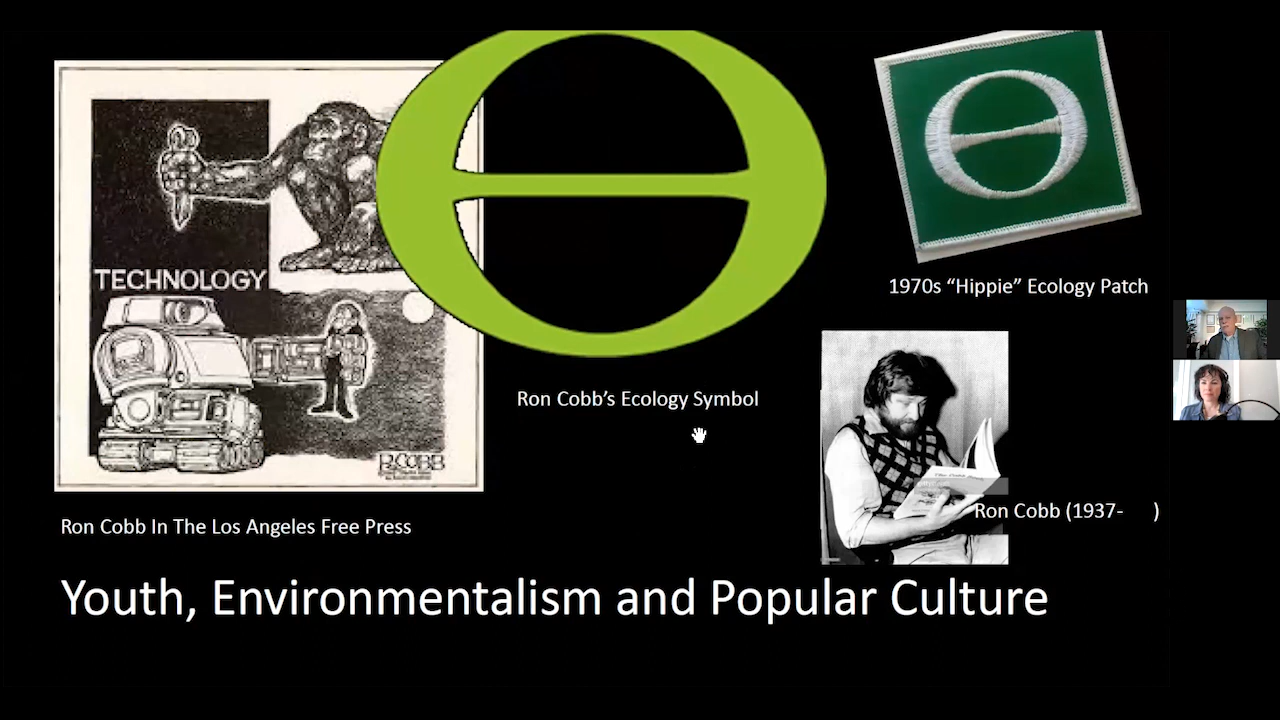 TECHNOLOGY
R.COBB
Ron Cobb In The Los Angeles Free Press
Ron Cobb’s Ecology Symbol
1970s “Hippie” Ecology Patch
Ron Cobb (1937- )
Youth, Environmentalism and Popular Culture